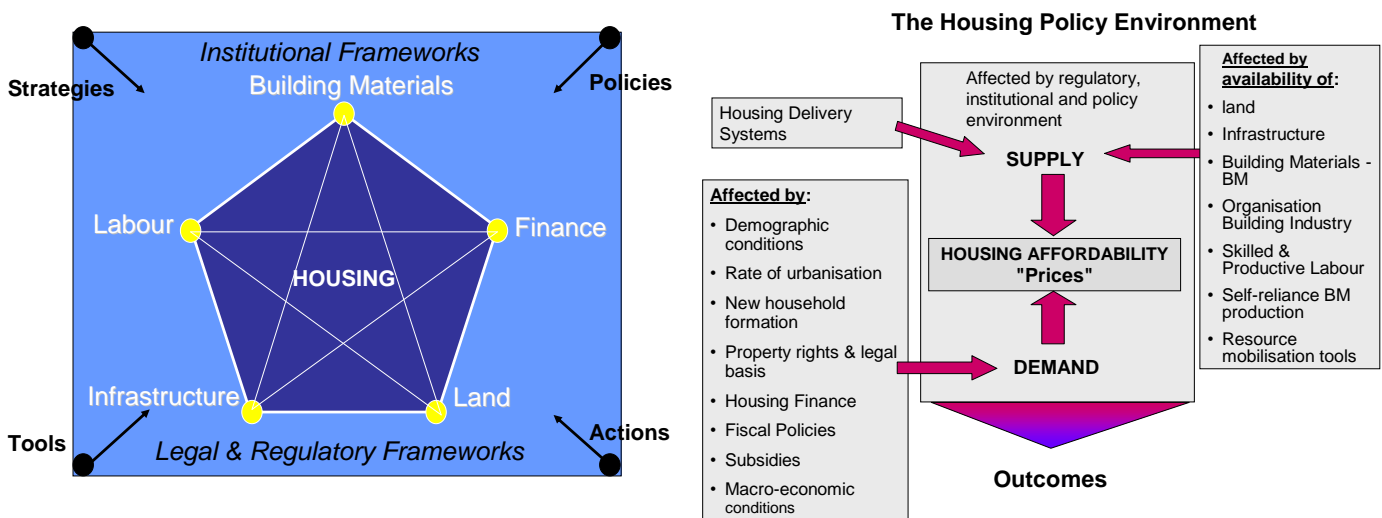 Institutional Frameworks
Strategies
Policies
Building Materials
Labour
Finance
HOUSING
Infrastructure
Land
Tools
Actions
Legal & Regulatory Frameworks
The Housing Policy Environment
Housing Delivery
Systems
Affected by regulatory,
institutional and policy
environment
SUPPLY
HOUSING AFFORDABILITY
"Prices"
DEMAND
Outcomes
Affected by:
• Demographic
conditions
• Rate of urbanisation
• New household
formation
• Property rights & legal
basis
• Housing Finance
• Fiscal Policies
• Subsidies
• Macro-economic
conditions
Affected by
availability of:
• land
• Infrastructure
• Building Materials -
BM
• Organisation
Building Industry
• Skilled &
Productive Labour
• Self-reliance BM
production
• Resource
mobilisation tools